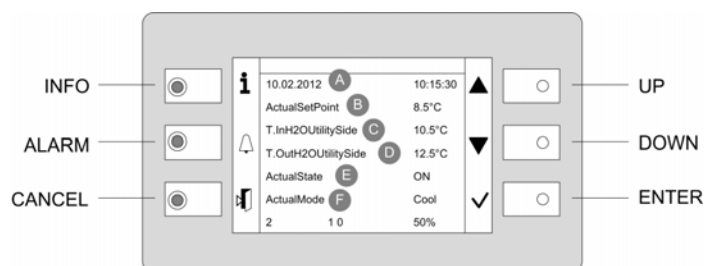 INFO
ALARM
CANCEL
10.02.2012 A 10:15:30
ActualSetPoint B 8.5°C
T.InH2OUtilitySide C 10.5°C
T.OutH2OUtilitySide D 12.5°C
ActualState E ON
ActualMode F Cool
2 1 0 50%
UP
DOWN
ENTER